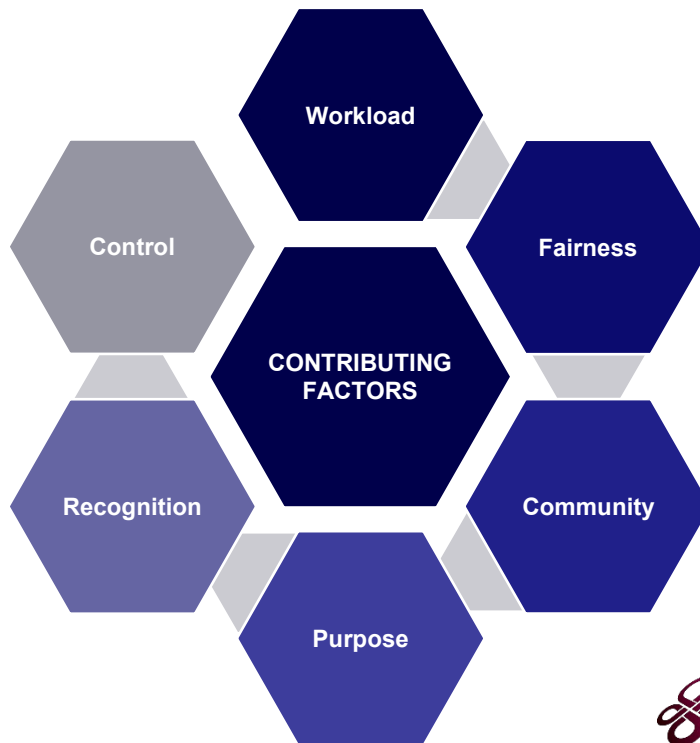 Workload
Control
Fairness
CONTRIBUTING
FACTORS
Recognition
Community
Purpose